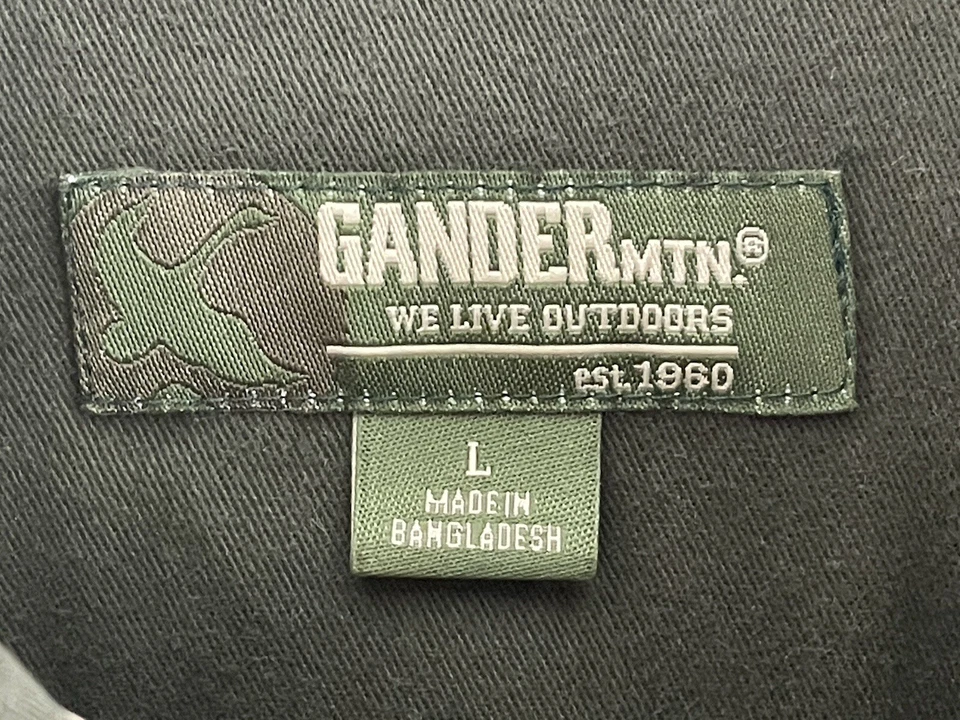 GANDER MTN.®
WE LIVE OUTDOORS
est. 1960
L
MADE IN
BANGLADESH